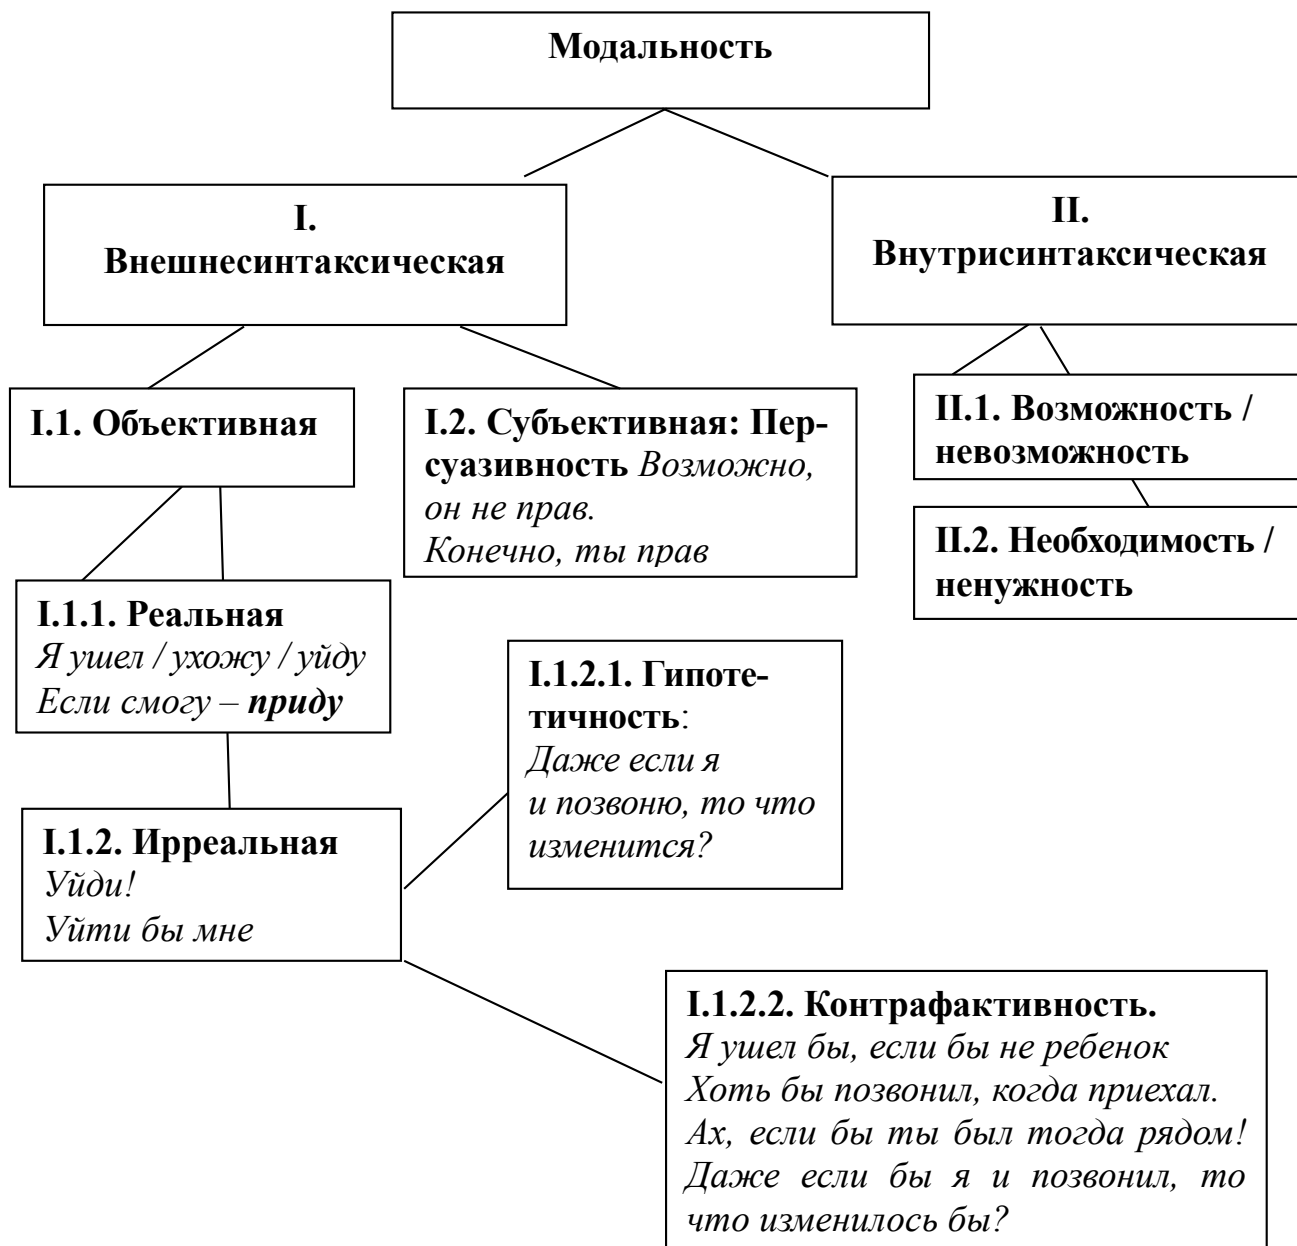 Модальность
I.
Внешнесинтаксическая
II.
Внутрисинтаксическая
I.1. Объективная
I.2. Субъективная: Пер-
суазивность Возможно,
он не прав.
Конечно, ты прав
II.1. Возможность /
невозможность
II.2. Необходимость /
ненужность
I.1.1. Реальная
Я ушел / ухожу / уйду
Если смогу – приду
I.1.2.1. Гипоте-
тичность:
Даже если я
и позвоню, то что
изменится?
I.1.2. Ирреальная
Уйди!
Уйти бы мне
I.1.2.2. Контрафактивность.
Я ушел бы, если бы не ребенок
Хоть бы позвонил, когда приехал.
Ах, если бы ты был тогда рядом!
Даже если бы я и позвонил, то
что изменилось бы?